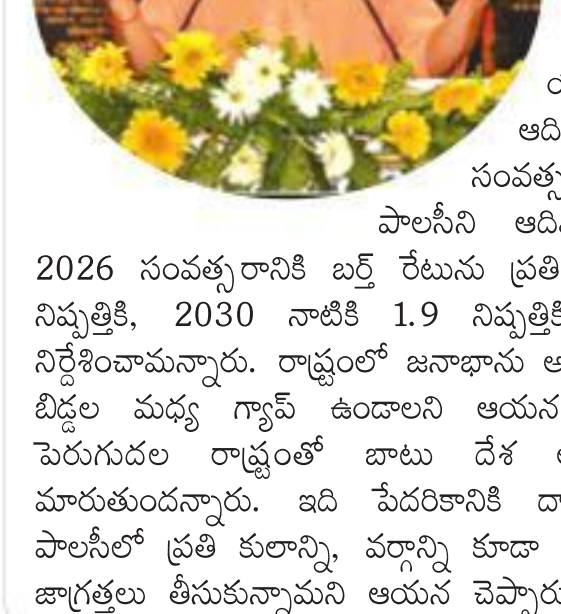 ఆది
సంవత్స
పాలసీని ఆది
2026 సంవత్సరానికి బర్త్ రేటును ప్రతి
నిష్పత్తికి, 2030 నాటికి 1.9 నిష్పత్తికి
నిర్దేశించామన్నారు. రాష్ట్రంలో జనాభాను
బిడ్డల మధ్య గ్యాప్ ఉండాలని ఆయన
పెరుగుదల రాష్ట్రంతో బాటు దేశ
మారుతుందన్నారు. ఇది పేదరికానికి దా
పాలసీలో ప్రతి కులాన్ని, వర్గాన్ని కూడా
జాగ్రత్తలు తీసుకున్నామని ఆయన చెప్పారు